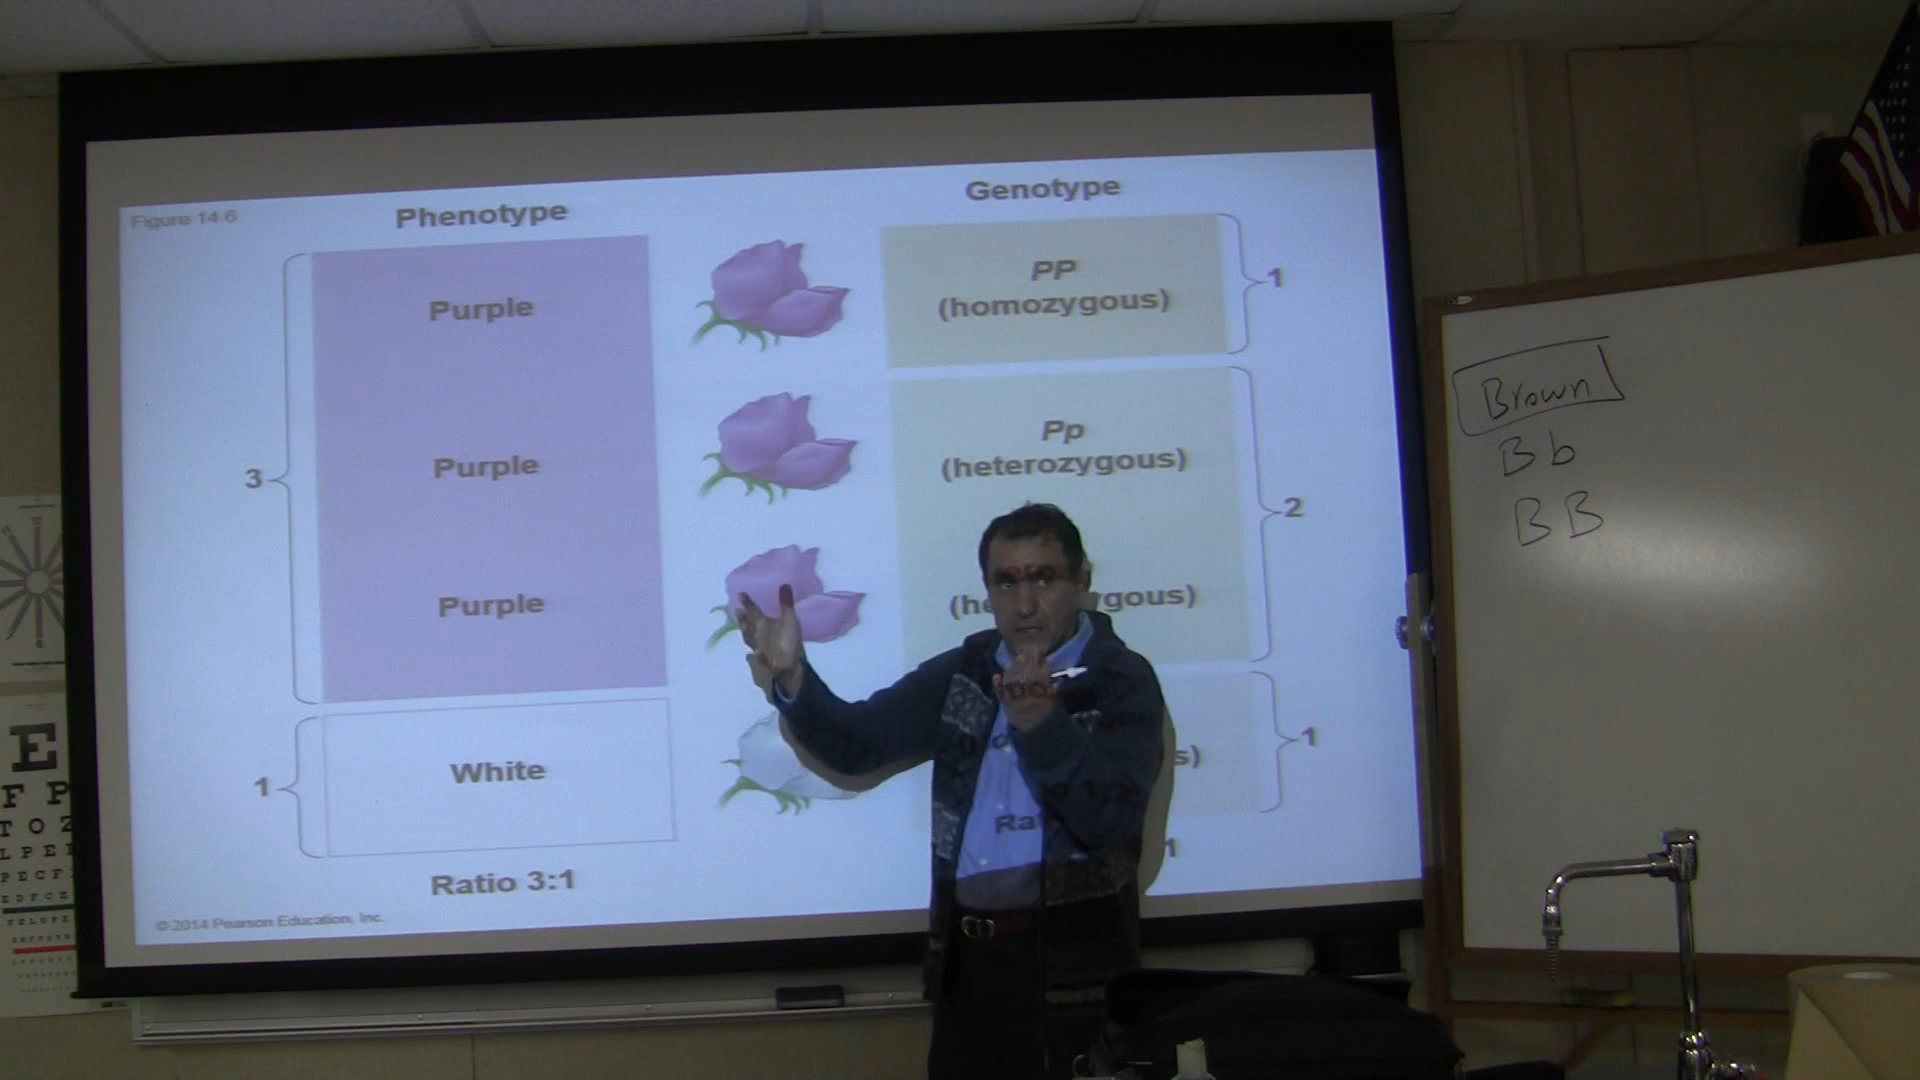 Figure 14.6
Phenotype
Genotype
Purple
PP
(homozygous)
1
3
Purple
Pp
(heterozygous)
2
Purple
1
White
1
Ratio 3:1
© 2014 Pearson Education, Inc.
Brown
Bb
BB
E
F P
T O Z
L P E
P E C F
E D F C Z
F E L O P Z